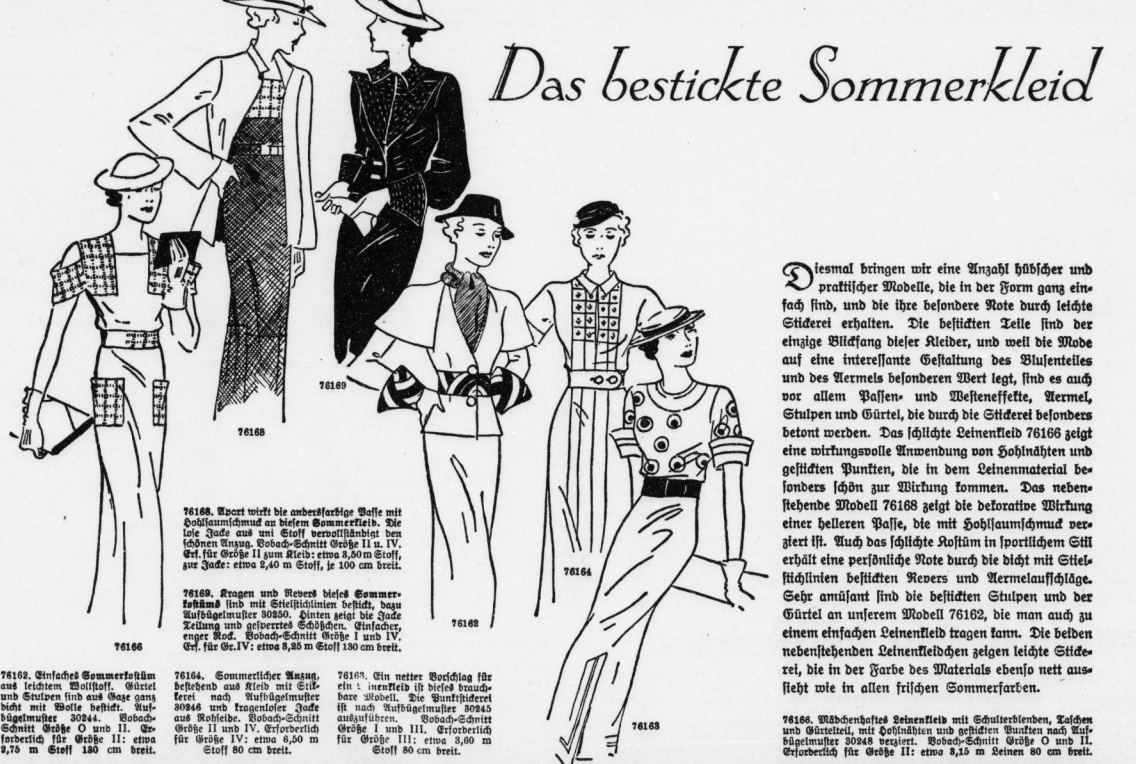 Das bestickte Sommerkleid
Diesmal bringen wir eine Anzahl hübscher und
praktischer Modelle, die in der Form ganz ein-
fach sind, und die ihre besondere Note durch leichte
Stickerei erhalten. Die bestickten Teile sind der
einzige Blickfang dieser Kleider, und weil die Mode
auf eine interessante Gestaltung des Blusenteiles
und des Aermels besonderen Wert legt, sind es auch
vor allem Passen- und Westeneffekte, Aermel,
Stulpen und Gürtel, die durch die Stickerei besonders
betont werden. Das schlichte Leinenkleid 76166 zeigt
eine wirkungsvolle Anwendung von Hohlnähten und
gestickten Punkten, die in dem Leinenmaterial be-
sonders schön zur Wirkung kommen. Das neben-
stehende Modell 76168 zeigt die dekorative Wirkung
einer helleren Passe, die mit Hohlsaumschmuck ver-
ziert ist. Auch das schlichte Kostüm in sportlichem Stil
erhält eine persönliche Note durch die dicht mit Stiel-
stichlinien bestickten Revers und Aermelaufschläge.
Sehr amüsant sind die bestickten Stulpen und der
Gürtel an unserem Modell 76162, die man auch zu
einem einfachen Leinenkleid tragen kann. Die beiden
nebenstehenden Leinenkleidchen zeigen leichte Sticke-
rei, die in der Farbe des Materials ebenso nett aus-
sieht wie in allen frischen Sommerfarben.
76169
76168
76168. Apart wirkt die andersfarbige Passe mit
Hohlsaumschmuck an diesem Sommerkleid. Die
lose Jacke aus uni Stoff vervollständigt den
schönen Anzug. Vobach-Schnitt Größe II u. IV.
Erf. für Größe II zum Kleid: etwa 3,50 m Stoff,
zur Jacke: etwa 2,40 m Stoff, je 100 cm breit.
76169. Kragen und Revers dieses Sommer-
kostüms sind mit Stielstichlinien bestickt, dazu
Aufbügelmuster 30250. Hinten zeigt die Jacke
Teilung und gesperrtes Schößchen. Einfacher,
enger Rock. Vobach-Schnitt Größe I und IV.
Erf. für Gr. IV: etwa 3,25 m Stoff 130 cm breit.
76164
76162
76166
76163
76162. Einfaches Sommerkostüm
aus leichtem Wollstoff. Gürtel
und Stulpen sind aus Gaze ganz
dicht mit Wolle bestickt. Auf-
bügelmuster 30244. Vobach-
Schnitt Größe O und II. Er-
forderlich für Größe II: etwa
2,75 m Stoff 130 cm breit.
76164. Sommerlicher Anzug,
bestehend aus Kleid mit Stik-
kerei nach Aufbügelmuster
30246 und kragenloser Jacke
aus Rohseide. Vobach-Schnitt
Größe II und IV. Erforderlich
für Größe IV: etwa 6,50 m
Stoff 80 cm breit.
76163. Ein netter Vorschlag für
ein inenkleid ist dieses brauch-
bare Modell. Die Punktstickerei
ist nach Aufbügelmuster 30245
auszuführen. Vobach-Schnitt
Größe I und III. Erforderlich
für Größe III: etwa 3,60 m
Stoff 80 cm breit.
76166. Mädchenhaftes Leinenkleid mit Schulterblenden, Taschen
und Gürtelteil, mit Hohlnähten und gestickten Punkten nach Auf-
bügelmuster 30248 verziert. Vobach-Schnitt Größe O und II.
Erforderlich für Größe II: etwa 3,15 m Leinen 80 cm breit.